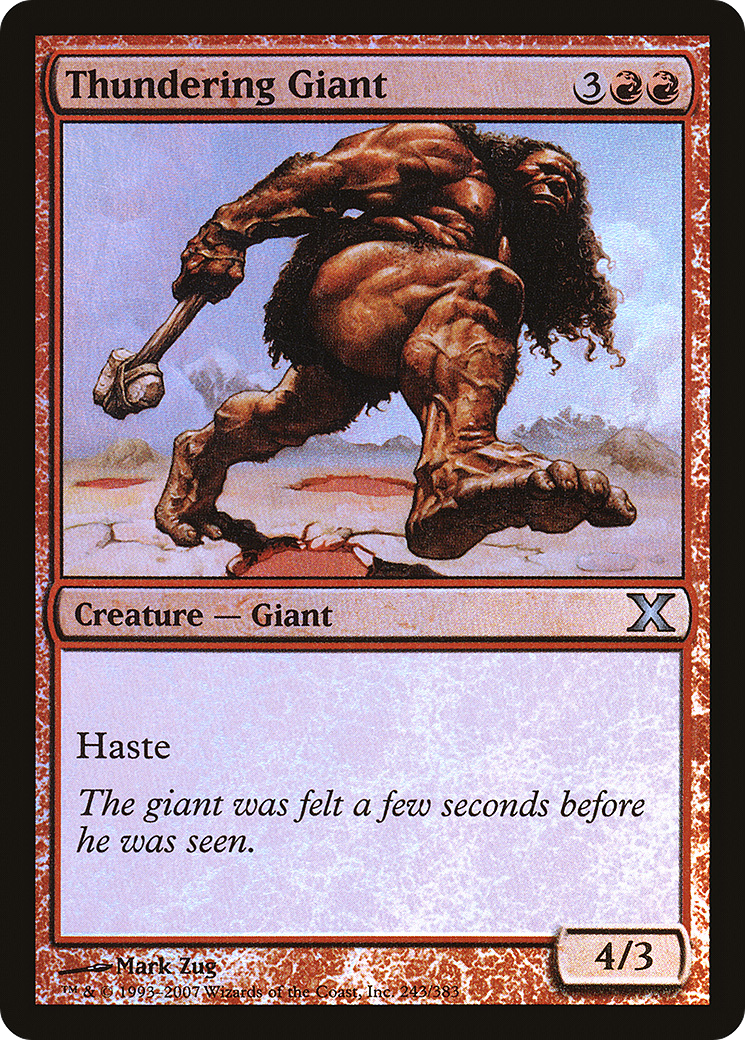 Thundering Giant 3
Creature — Giant X
Haste
The giant was felt a few seconds before
he was seen.
4/3
Mark Zug
™ & © 1993-2007 Wizards of the Coast, Inc. 243/383